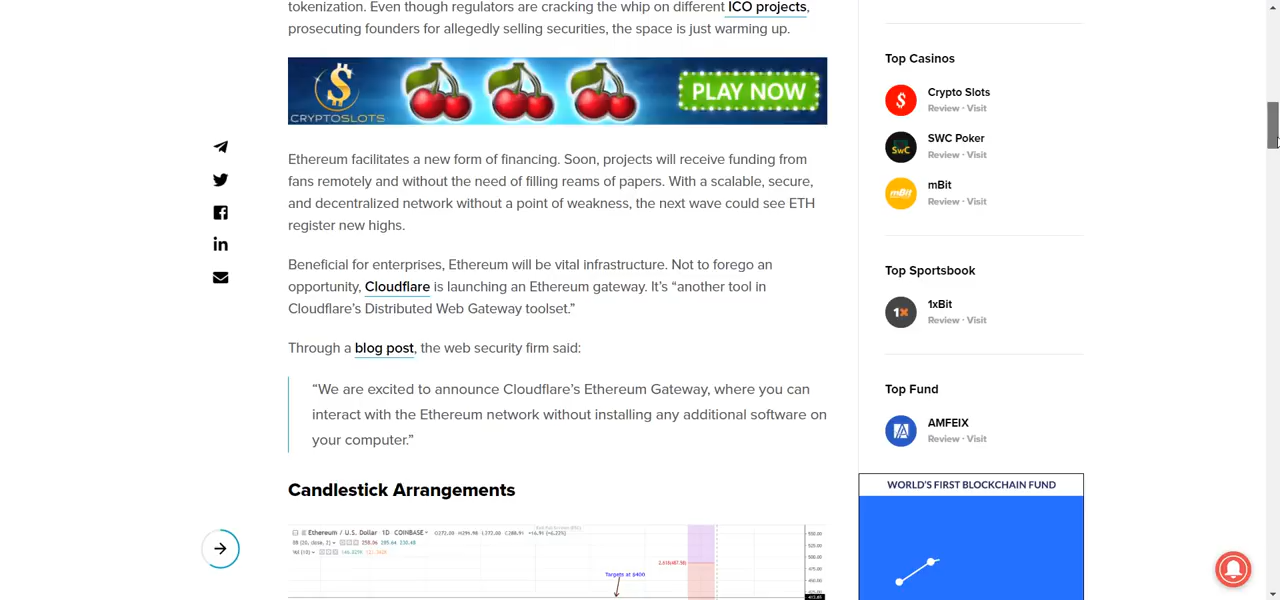 tokenization. Even though regulators are cracking the whip on different ICO projects,
prosecuting founders for allegedly selling securities, the space is just warming up.
CRYPTOSLOTS
PLAY NOW
Ethereum facilitates a new form of financing. Soon, projects will receive funding from
fans remotely and without the need of filling reams of papers. With a scalable, secure,
and decentralized network without a point of weakness, the next wave could see ETH
register new highs.
Beneficial for enterprises, Ethereum will be vital infrastructure. Not to forego an
opportunity, Cloudflare is launching an Ethereum gateway. It's “another tool in
Cloudflare's Distributed Web Gateway toolset.”
Through a blog post, the web security firm said:
“We are excited to announce Cloudflare's Ethereum Gateway, where you can
interact with the Ethereum network without installing any additional software on
your computer.”
Candlestick Arrangements
Ethereum / U.S. Dollar 1D COINBASE
Targets at $400
Top Casinos
Crypto Slots
Review · Visit
SWC Poker
Review · Visit
mBit
Review · Visit
Top Sportsbook
1xBit
Review · Visit
Top Fund
AMFEIX
Review · Visit
WORLD'S FIRST BLOCKCHAIN FUND